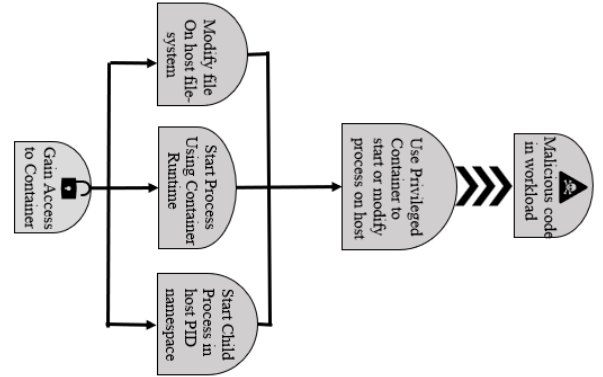 Malicious code
in workload
Use Privileged
Container to
start or modify
process on host
Modify file
On host file-
system
Start Process
Using Container
Runtime
Start Child
Process in
host PID
namespace
Gain Access
to Container